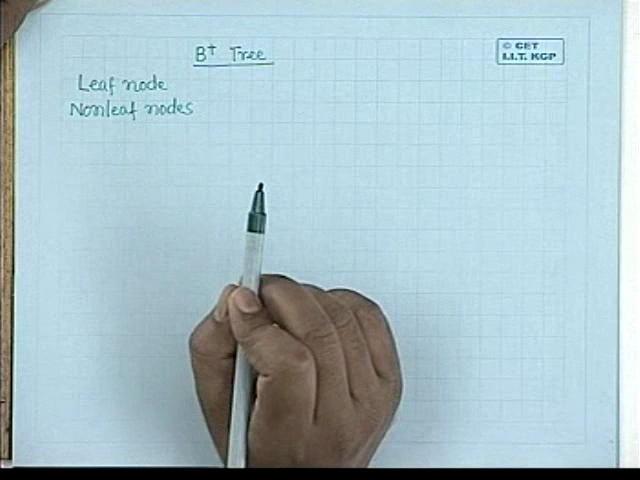 B+ Tree
© CET
I.I.T. KGP
Leaf node
Nonleaf nodes